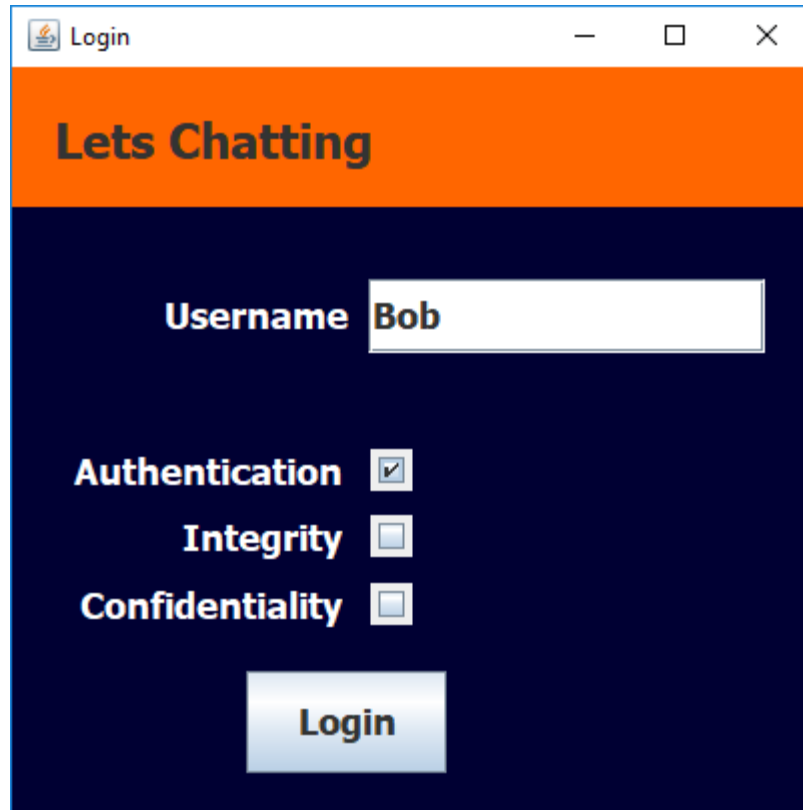 Login
Lets Chatting
Username Bob
Authentication
Integrity
Confidentiality
Login